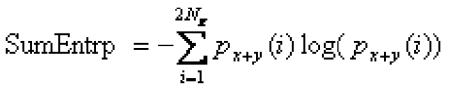 SumEntrp = -∑_{i=1}^{2N_g} p_{x+y}(i) log( p_{x+y}(i))